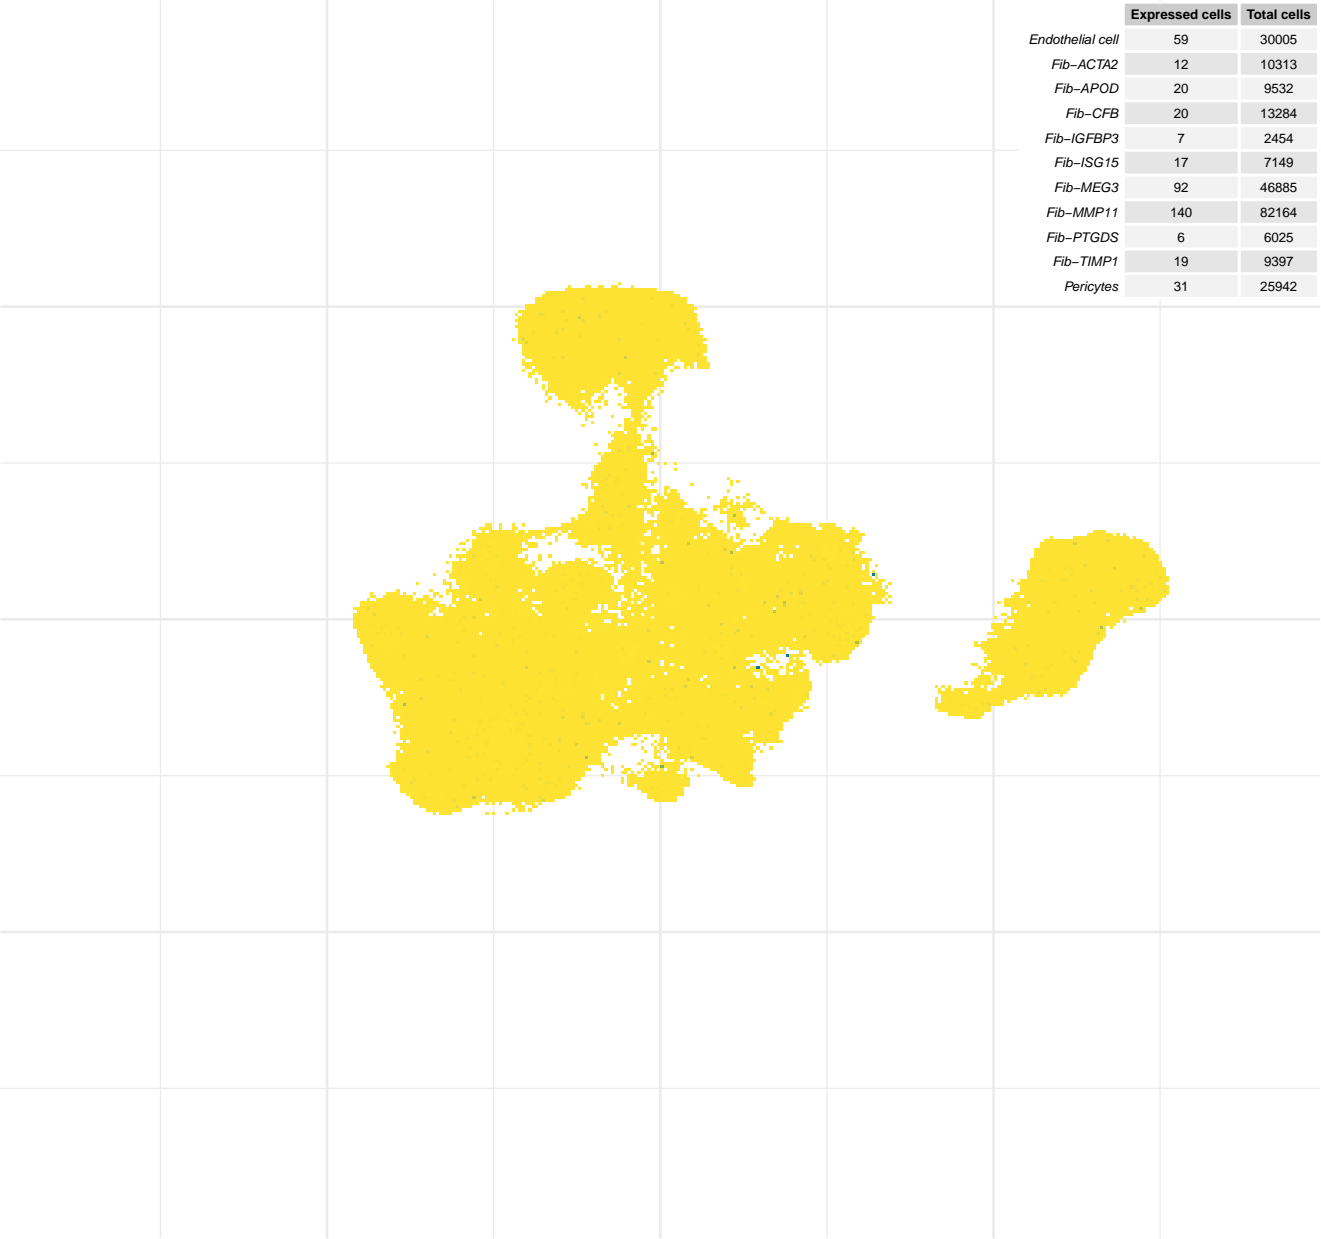 Expressed cells Total cells
Endothelial cell 59 30005
Fib−ACTA2 12 10313
Fib−APOD 20 9532
Fib−CFB 20 13284
Fib−IGFBP3 7 2454
Fib−ISG15 17 7149
Fib−MEG3 92 46885
Fib−MMP11 140 82164
Fib−PTGDS 6 6025
Fib−TIMP1 19 9397
Pericytes 31 25942